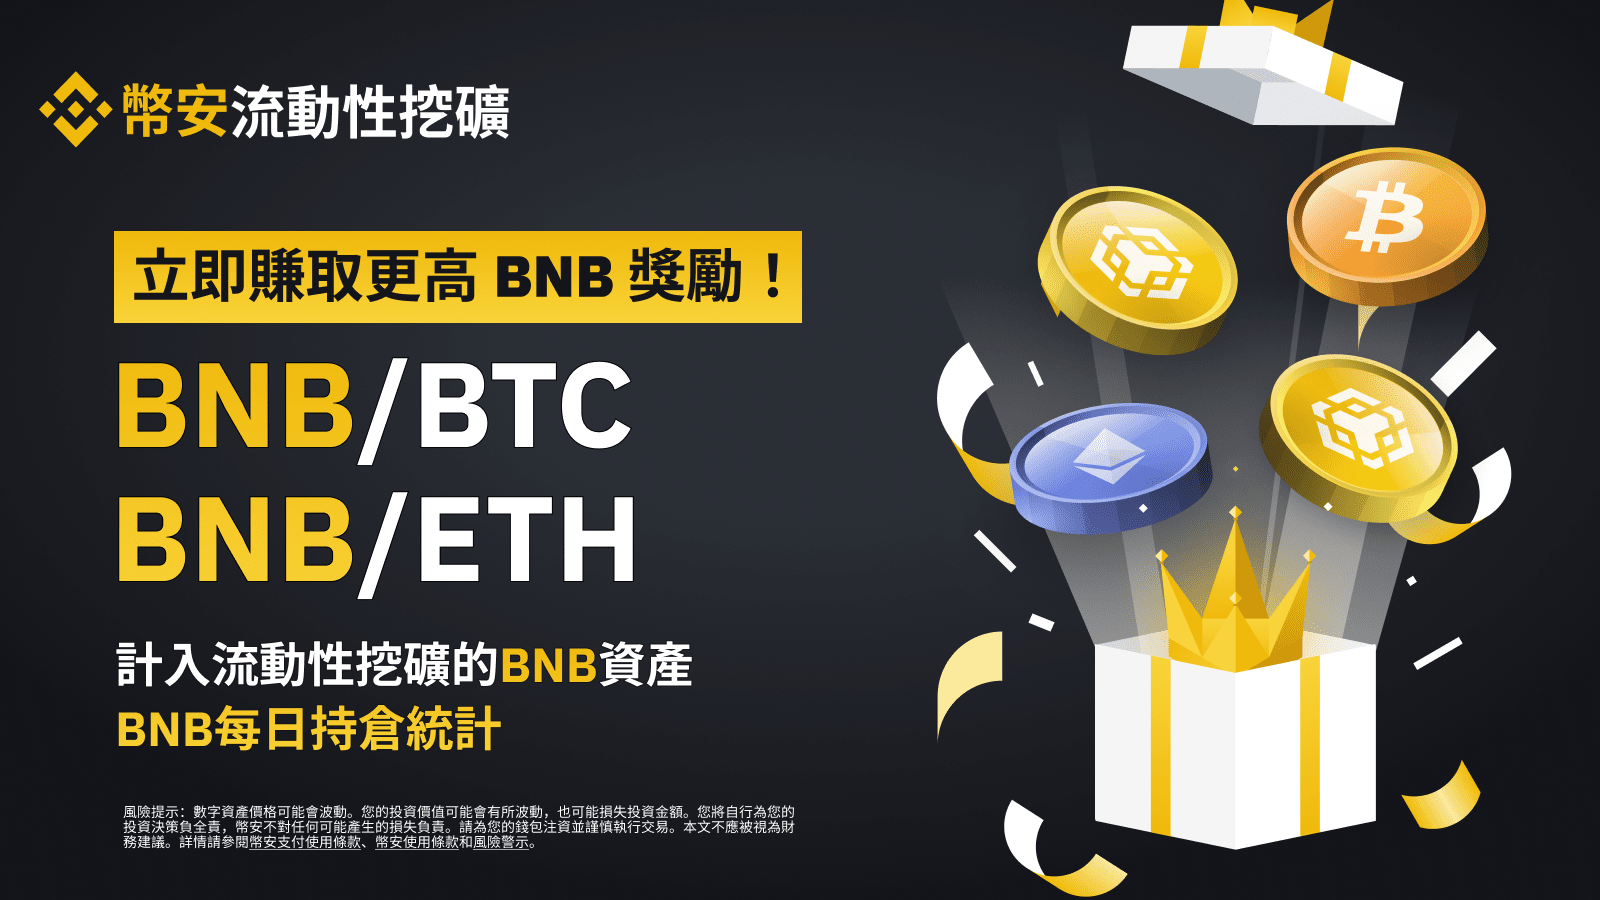 幣安流動性挖礦
立即賺取更高 BNB 獎勵！
BNB/BTC
BNB/ETH
計入流動性挖礦的BNB資產
BNB每日持倉統計
風險提示：數字資產價格可能會波動。您的投資價值可能會有所波動，也可能損失投資金額。您將自行為您的
投資決策負全責，幣安不對任何可能產生的損失負責。請為您的錢包注資並謹慎執行交易。本文不應被視為財
務建議。詳情請參閱幣安支付使用條款、幣安使用條款和風險警示。